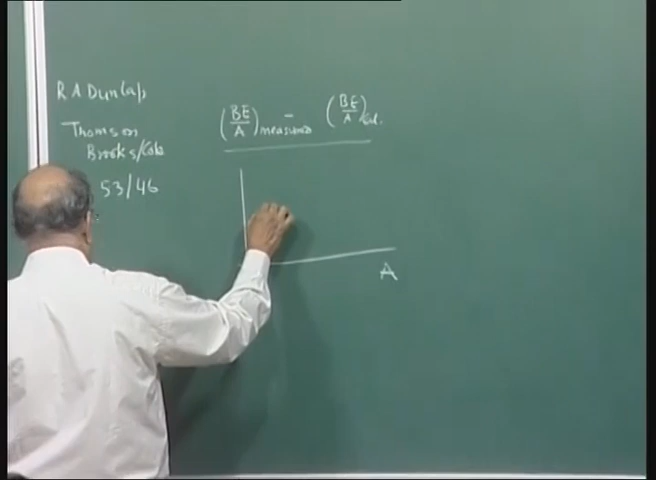 R A Dunlap
Thomson
Brooks/Cole
53/46
(BE/A)measured - (BE/A)cal.
A